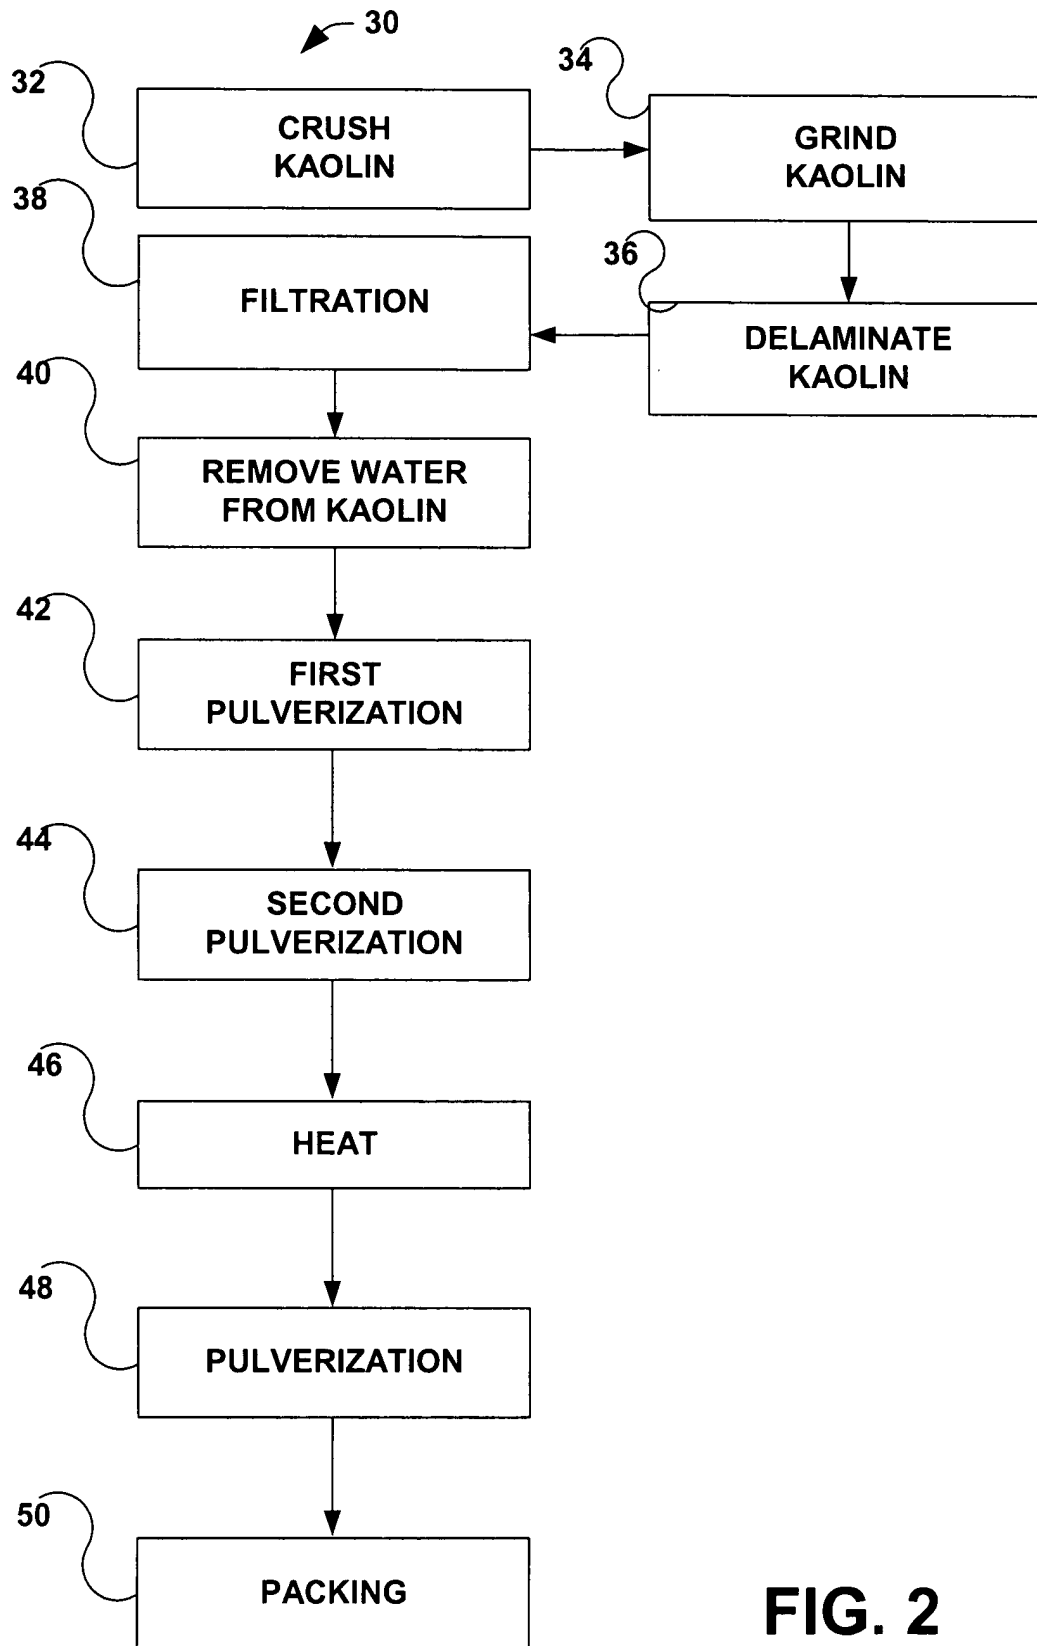 30
32
CRUSH
KAOLIN
34
GRIND
KAOLIN
36
DELAMINATE
KAOLIN
38
FILTRATION
40
REMOVE WATER
FROM KAOLIN
42
FIRST
PULVERIZATION
44
SECOND
PULVERIZATION
46
HEAT
48
PULVERIZATION
50
PACKING
FIG. 2